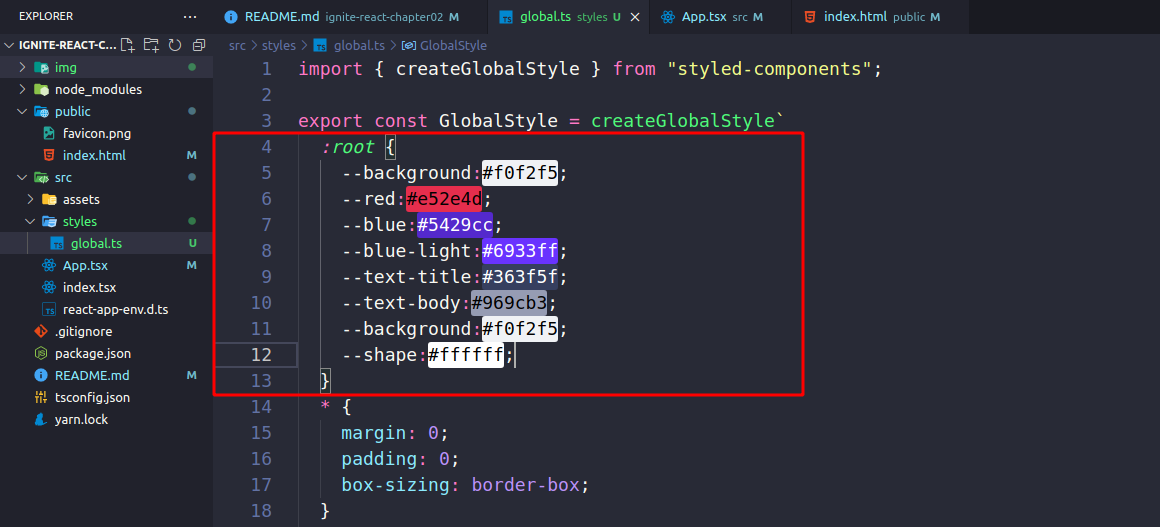 EXPLORER ...
IGNITE-REACT-C...
img
node_modules
public
favicon.png
index.html M
src
assets
styles
global.ts U
App.tsx M
index.tsx
react-app-env.d.ts
.gitignore
package.json
README.md M
tsconfig.json
yarn.lock
README.md ignite-react-chapter02 M
global.ts styles U
App.tsx src M
index.html public M
src > styles > global.ts > GlobalStyle
1 import { createGlobalStyle } from "styled-components";
2
3 export const GlobalStyle = createGlobalStyle`
4 :root {
5 --background:#f0f2f5;
6 --red:#e52e4d;
7 --blue:#5429cc;
8 --blue-light:#6933ff;
9 --text-title:#363f5f;
10 --text-body:#969cb3;
11 --background:#f0f2f5;
12 --shape:#ffffff;
13 }
14 * {
15 margin: 0;
16 padding: 0;
17 box-sizing: border-box;
18 }